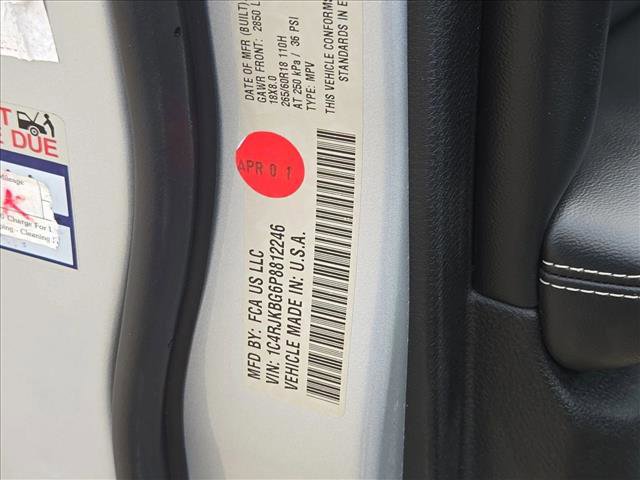 MFD BY: FCA US LLC
VIN: 1C4RJKBG6P8812246
VEHICLE MADE IN: U.S.A.
APR 0 1
DATE OF MFR (BUILT)
GAWR FRONT: 2850 L
18X8.0
265/60R18 110H
AT 250 kPa / 36 PSI
TYPE: MPV
THIS VEHICLE CONFORMS
STANDARDS IN E
T
DUE
Mileage
Charge For
Cleaning